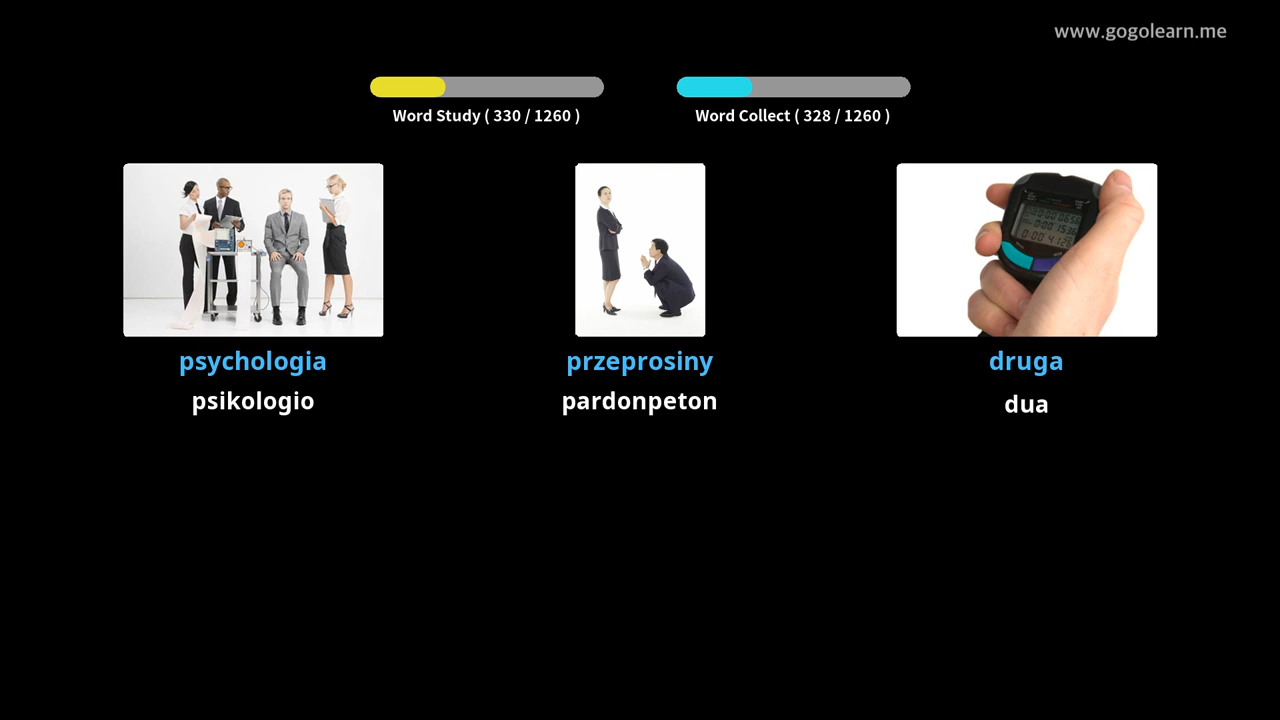 www.gogolearn.me
Word Study ( 330 / 1260 )
Word Collect ( 328 / 1260 )
psychologia
psikologio
przeprosiny
pardonpeton
druga
dua